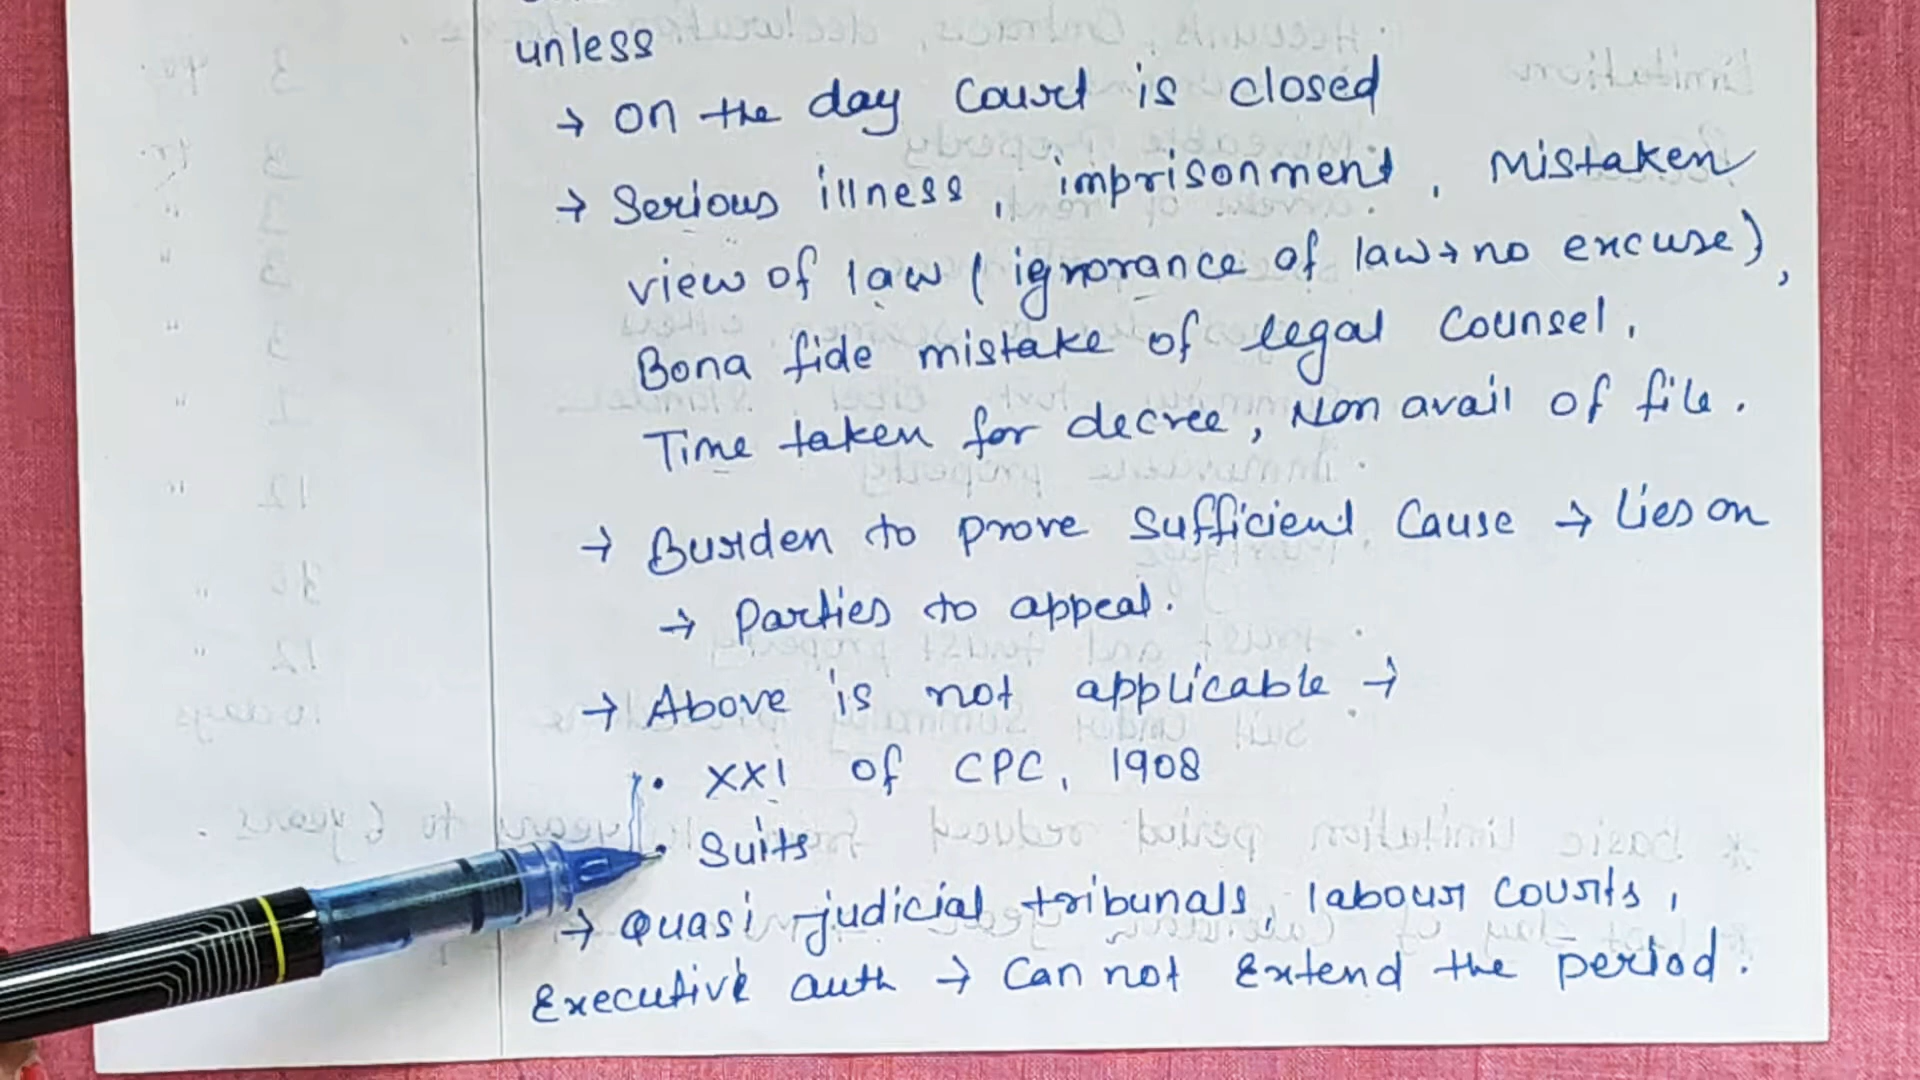 unless
→ on the day Court is closed
→ Serious illness, imprisonment, Mistaken
view of law (ignorance of law → no excuse),
Bona fide mistake of legal Counsel,
Time taken for decree, Non avail of file.
→ Burden to prove Sufficient Cause → Lies on
→ Parties to appeal.
→ Above is not applicable →
• XXI of CPC, 1908
• Suits
→ Quasi judicial tribunals, labour Courts,
Executive auth → Can not Extend the period.